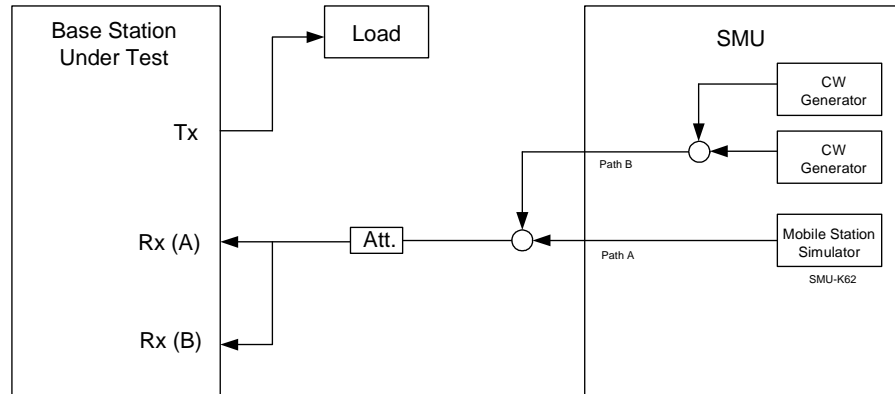 Base Station
Under Test
Load
SMU
CW
Generator
Tx
CW
Generator
Path B
Rx (A)
Att.
Mobile Station
Simulator
Path A
SMU-K62
Rx (B)